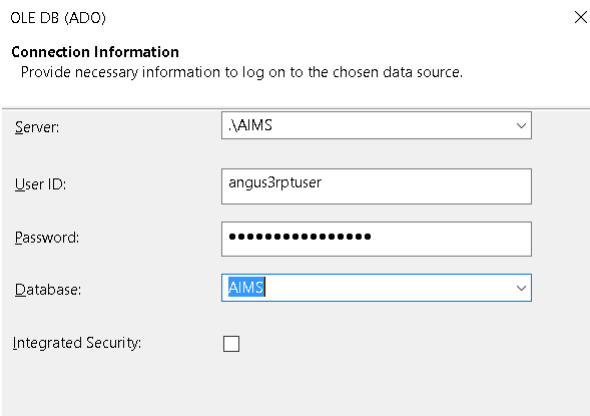 OLE DB (ADO)
Connection Information
Provide necessary information to log on to the chosen data source.
Server: .\AIMS
User ID: angus3rptuser
Password: ••••••••••••••••
Database: AIMS
Integrated Security: